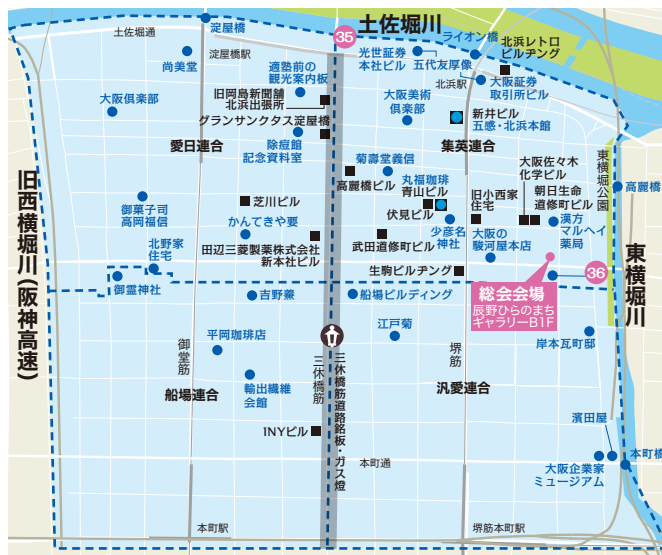 土佐堀川
土佐堀通
淀屋橋
35
ライオン橋
北浜レトロ
ビルヂング
尚美堂
淀屋橋駅
適塾前の
観光案内板
光世証券
本社ビル
五代友厚像
北浜駅
大阪証券
取引所ビル
旧岡島新聞舗
北浜出張所
大阪倶楽部
グランサンクタス淀屋橋
大阪美術
倶楽部
新井ビル
五感・北浜本館
愛日連合
除痘館
記念資料室
集英連合
菊壽堂義信
大阪佐々木
化学ビル
東横堀公園
高麗橋ビル
丸福珈琲
青山ビル
旧小西家
住宅
朝日生命
道修町ビル
高麗橋
旧西横堀川(阪神高速)
御菓子司
高岡福信
芝川ビル
伏見ビル
かんてきや要
少彦名
神社
漢方
マルヘイ
薬局
北野家
住宅
田辺三菱製薬株式会社
新本社ビル
武田道修町ビル
大阪の
駿河屋本店
東横堀川
生駒ビルヂング
36
御霊神社
総会会場
辰野ひらのまち
ギャラリーB1F
吉野藪
船場ビルディング
平岡珈琲店
江戸菊
岸本瓦町邸
御堂筋
三休橋筋
三休橋筋道路銘板・ガス燈
堺筋
船場連合
輸出繊維
会館
汎愛連合
濱田屋
INYビル
本町橋
本町通
大阪企業家
ミュージアム
本町駅
堺筋本町駅